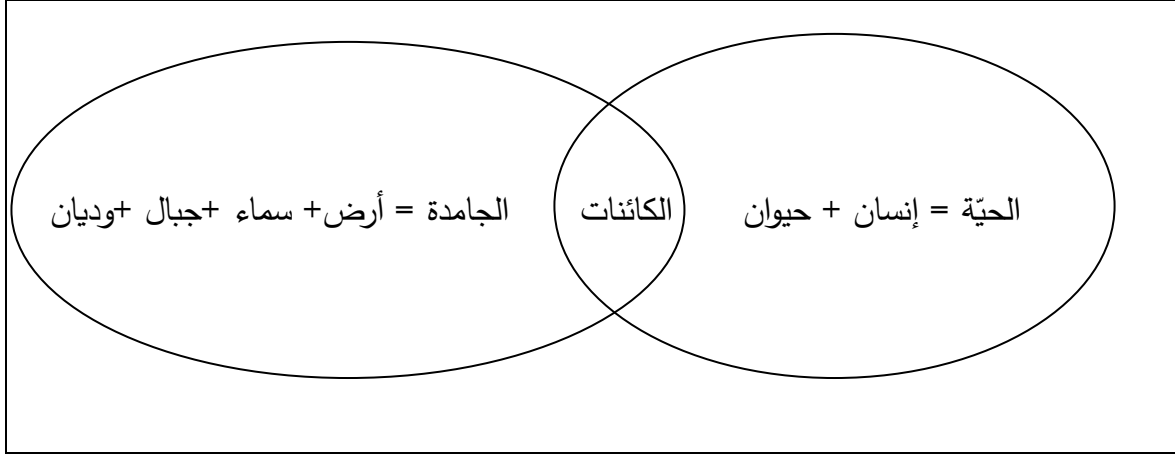 الحيّة = إنسان + حيوان
الكائنات
الجامدة = أرض+ سماء +جبال +وديان